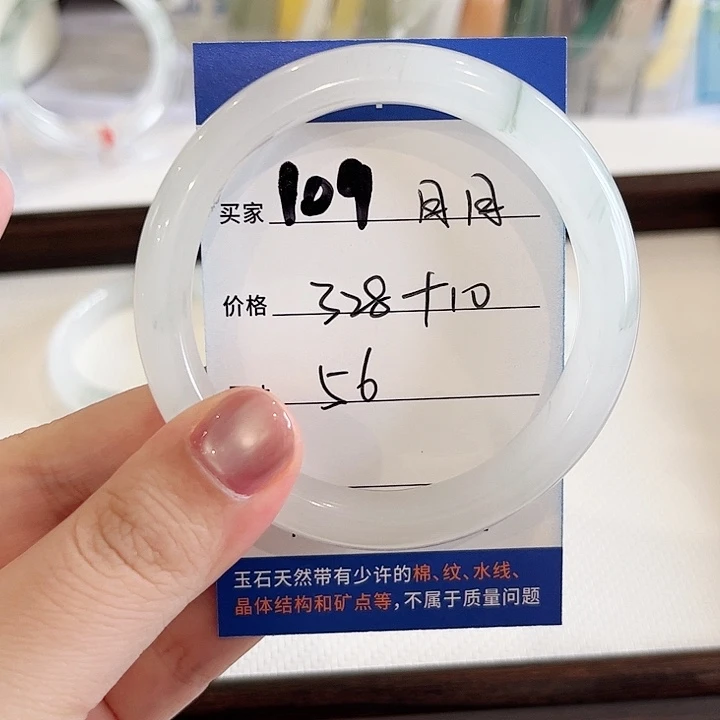 买家 109 月月
价格 328+10
56
玉石天然带有少许的棉、纹、水线、
晶体结构和矿点等，不属于质量问题